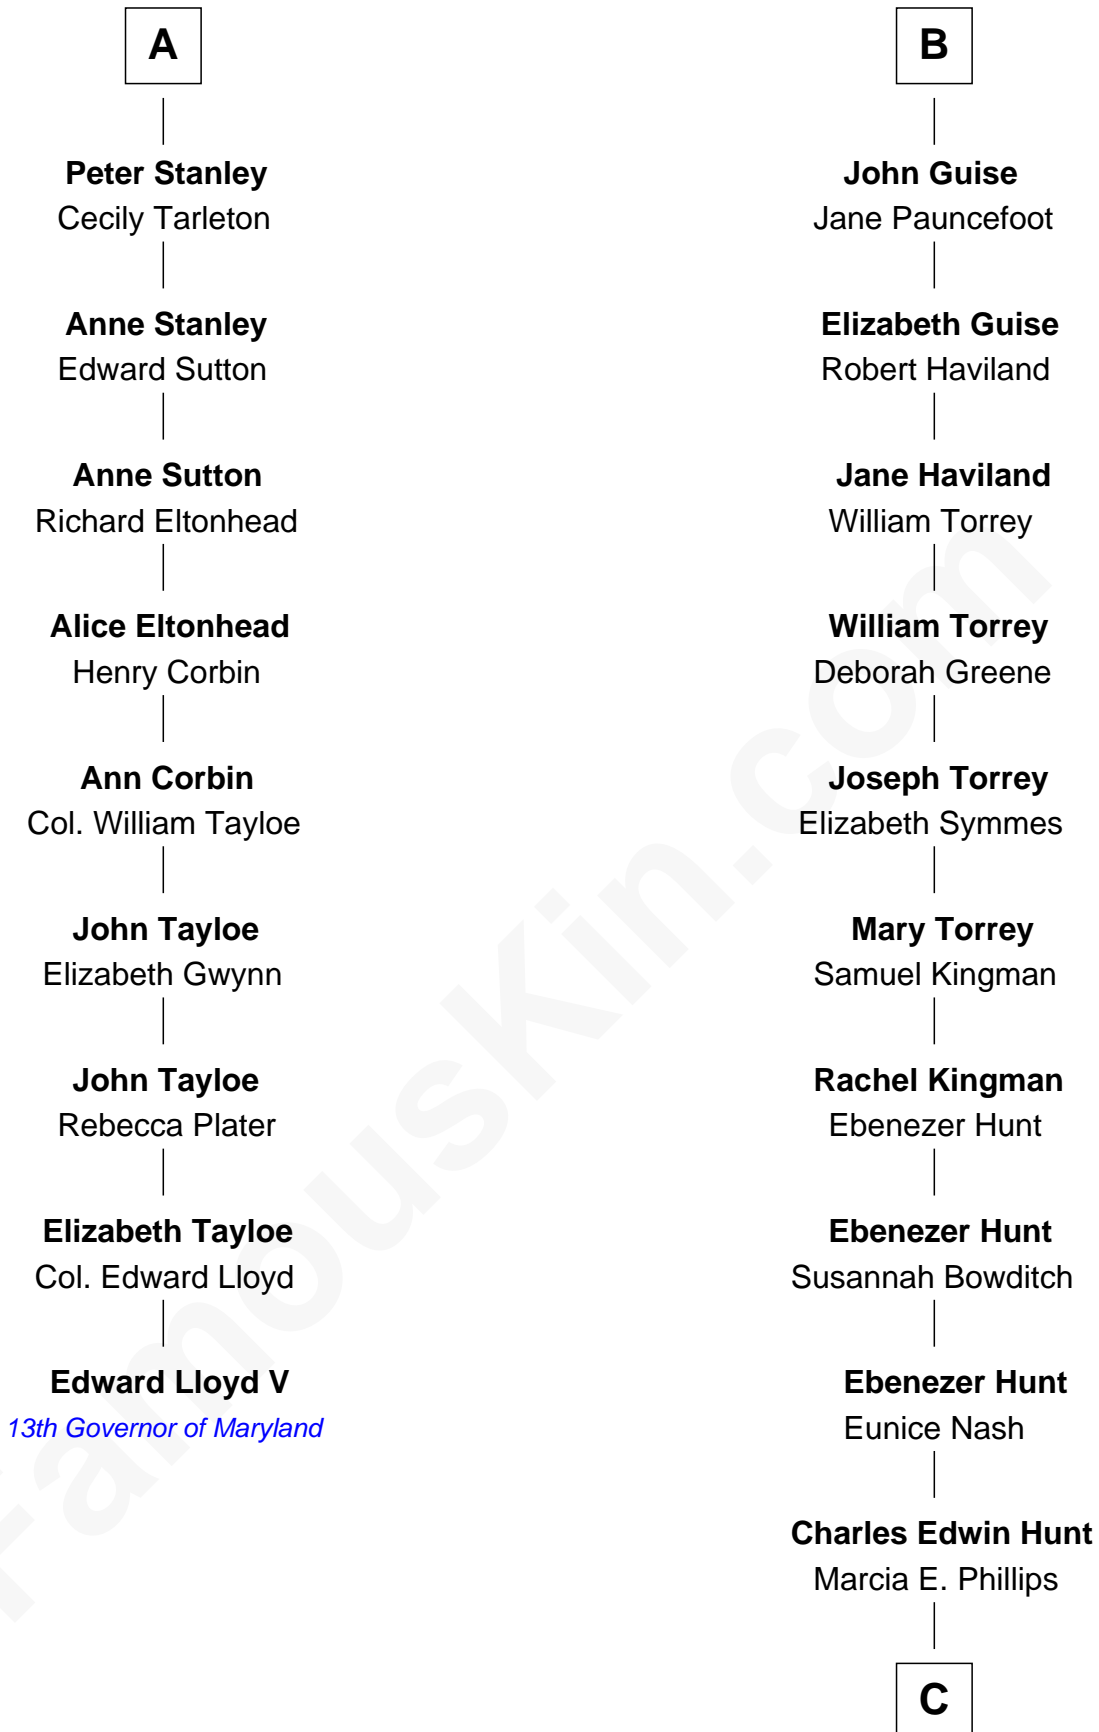 A
Peter Stanley
Cecily Tarleton
Anne Stanley
Edward Sutton
Anne Sutton
Richard Eltonhead
Alice Eltonhead
Henry Corbin
Ann Corbin
Col. William Tayloe
John Tayloe
Elizabeth Gwynn
John Tayloe
Rebecca Plater
Elizabeth Tayloe
Col. Edward Lloyd
Edward Lloyd V
13th Governor of Maryland
B
John Guise
Jane Pauncefoot
Elizabeth Guise
Robert Haviland
Jane Haviland
William Torrey
William Torrey
Deborah Greene
Joseph Torrey
Elizabeth Symmes
Mary Torrey
Samuel Kingman
Rachel Kingman
Ebenezer Hunt
Ebenezer Hunt
Susannah Bowditch
Ebenezer Hunt
Eunice Nash
Charles Edwin Hunt
Marcia E. Phillips
C
FamousKin.com